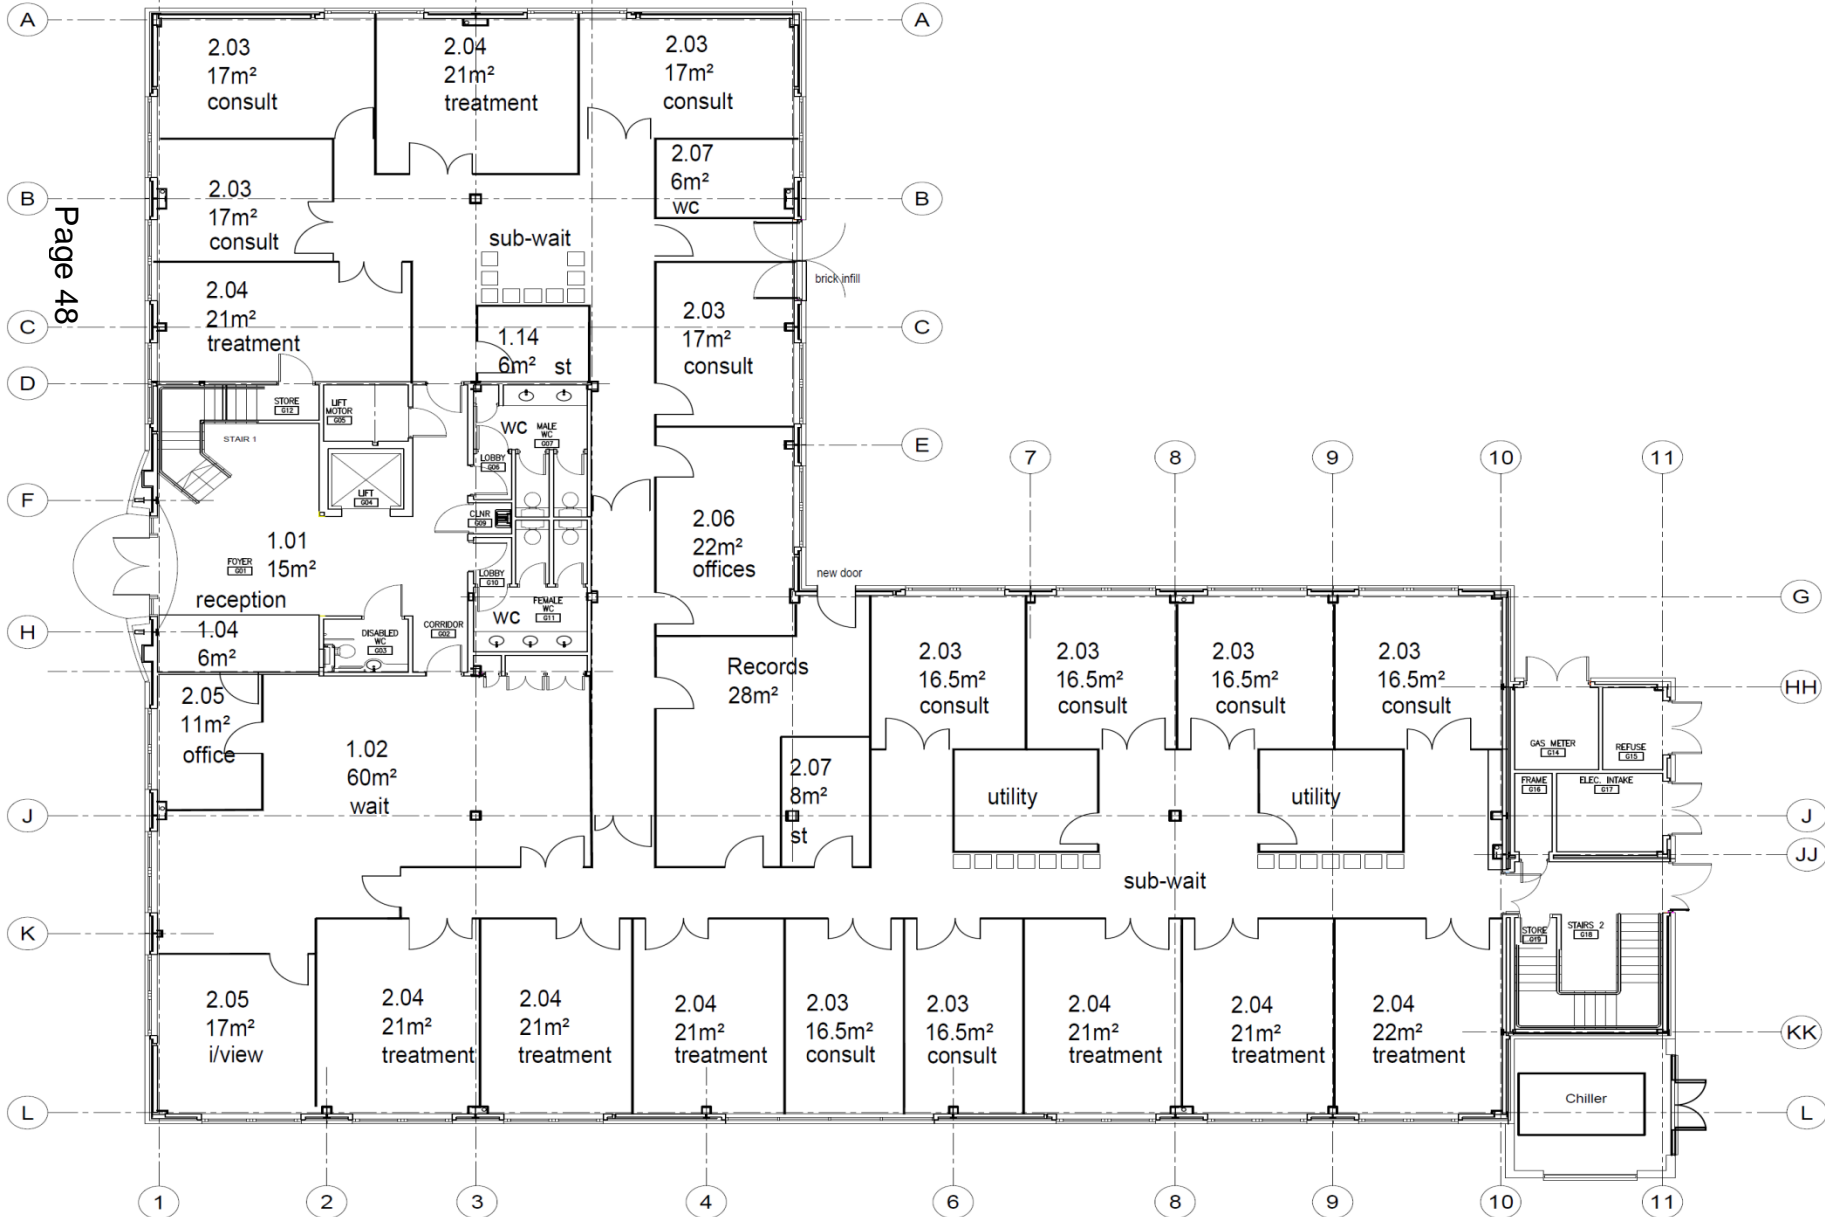 A
A
2.03
17m²
consult
2.04
21m²
treatment
2.03
17m²
consult
B
2.03
17m²
consult
2.07
6m²
wc
B
Page 48
sub-wait
brick infill
2.04
21m²
treatment
C
1.14
6m² st
2.03
17m²
consult
C
D
STORE
G12
LIFT
MOTOR
G05
STAIR 1
WC
MALE
WC
G07
LOBBY
G06
E
7
8
9
10
11
F
LIFT
G04
CLNR
G09
2.06
22m²
offices
1.01
15m²
FOYER
G01
reception
LOBBY
G10
WC
FEMALE
WC
G11
new door
G
H
1.04
6m²
DISABLED
WC
G03
CORRIDOR
G02
Records
28m²
2.03
16.5m²
consult
2.03
16.5m²
consult
2.03
16.5m²
consult
2.03
16.5m²
consult
HH
2.05
11m²
office
1.02
60m²
wait
2.07
8m²
st
utility
utility
GAS METER
G14
REFUSE
G15
FRAME
G16
ELEC. INTAKE
G17
J
J
JJ
sub-wait
K
STORE
G19
STAIRS 2
G18
2.05
17m²
i/view
2.04
21m²
treatment
2.04
21m²
treatment
2.04
21m²
treatment
2.03
16.5m²
consult
2.03
16.5m²
consult
2.04
21m²
treatment
2.04
21m²
treatment
2.04
22m²
treatment
KK
Chiller
L
L
1
2
3
4
6
8
9
10
11